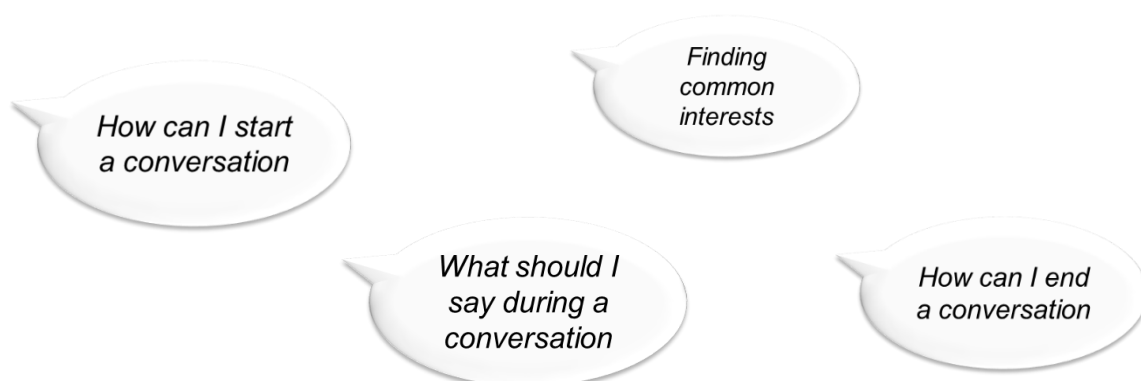 How can I start
a conversation
Finding
common
interests
What should I
say during a
conversation
How can I end
a conversation